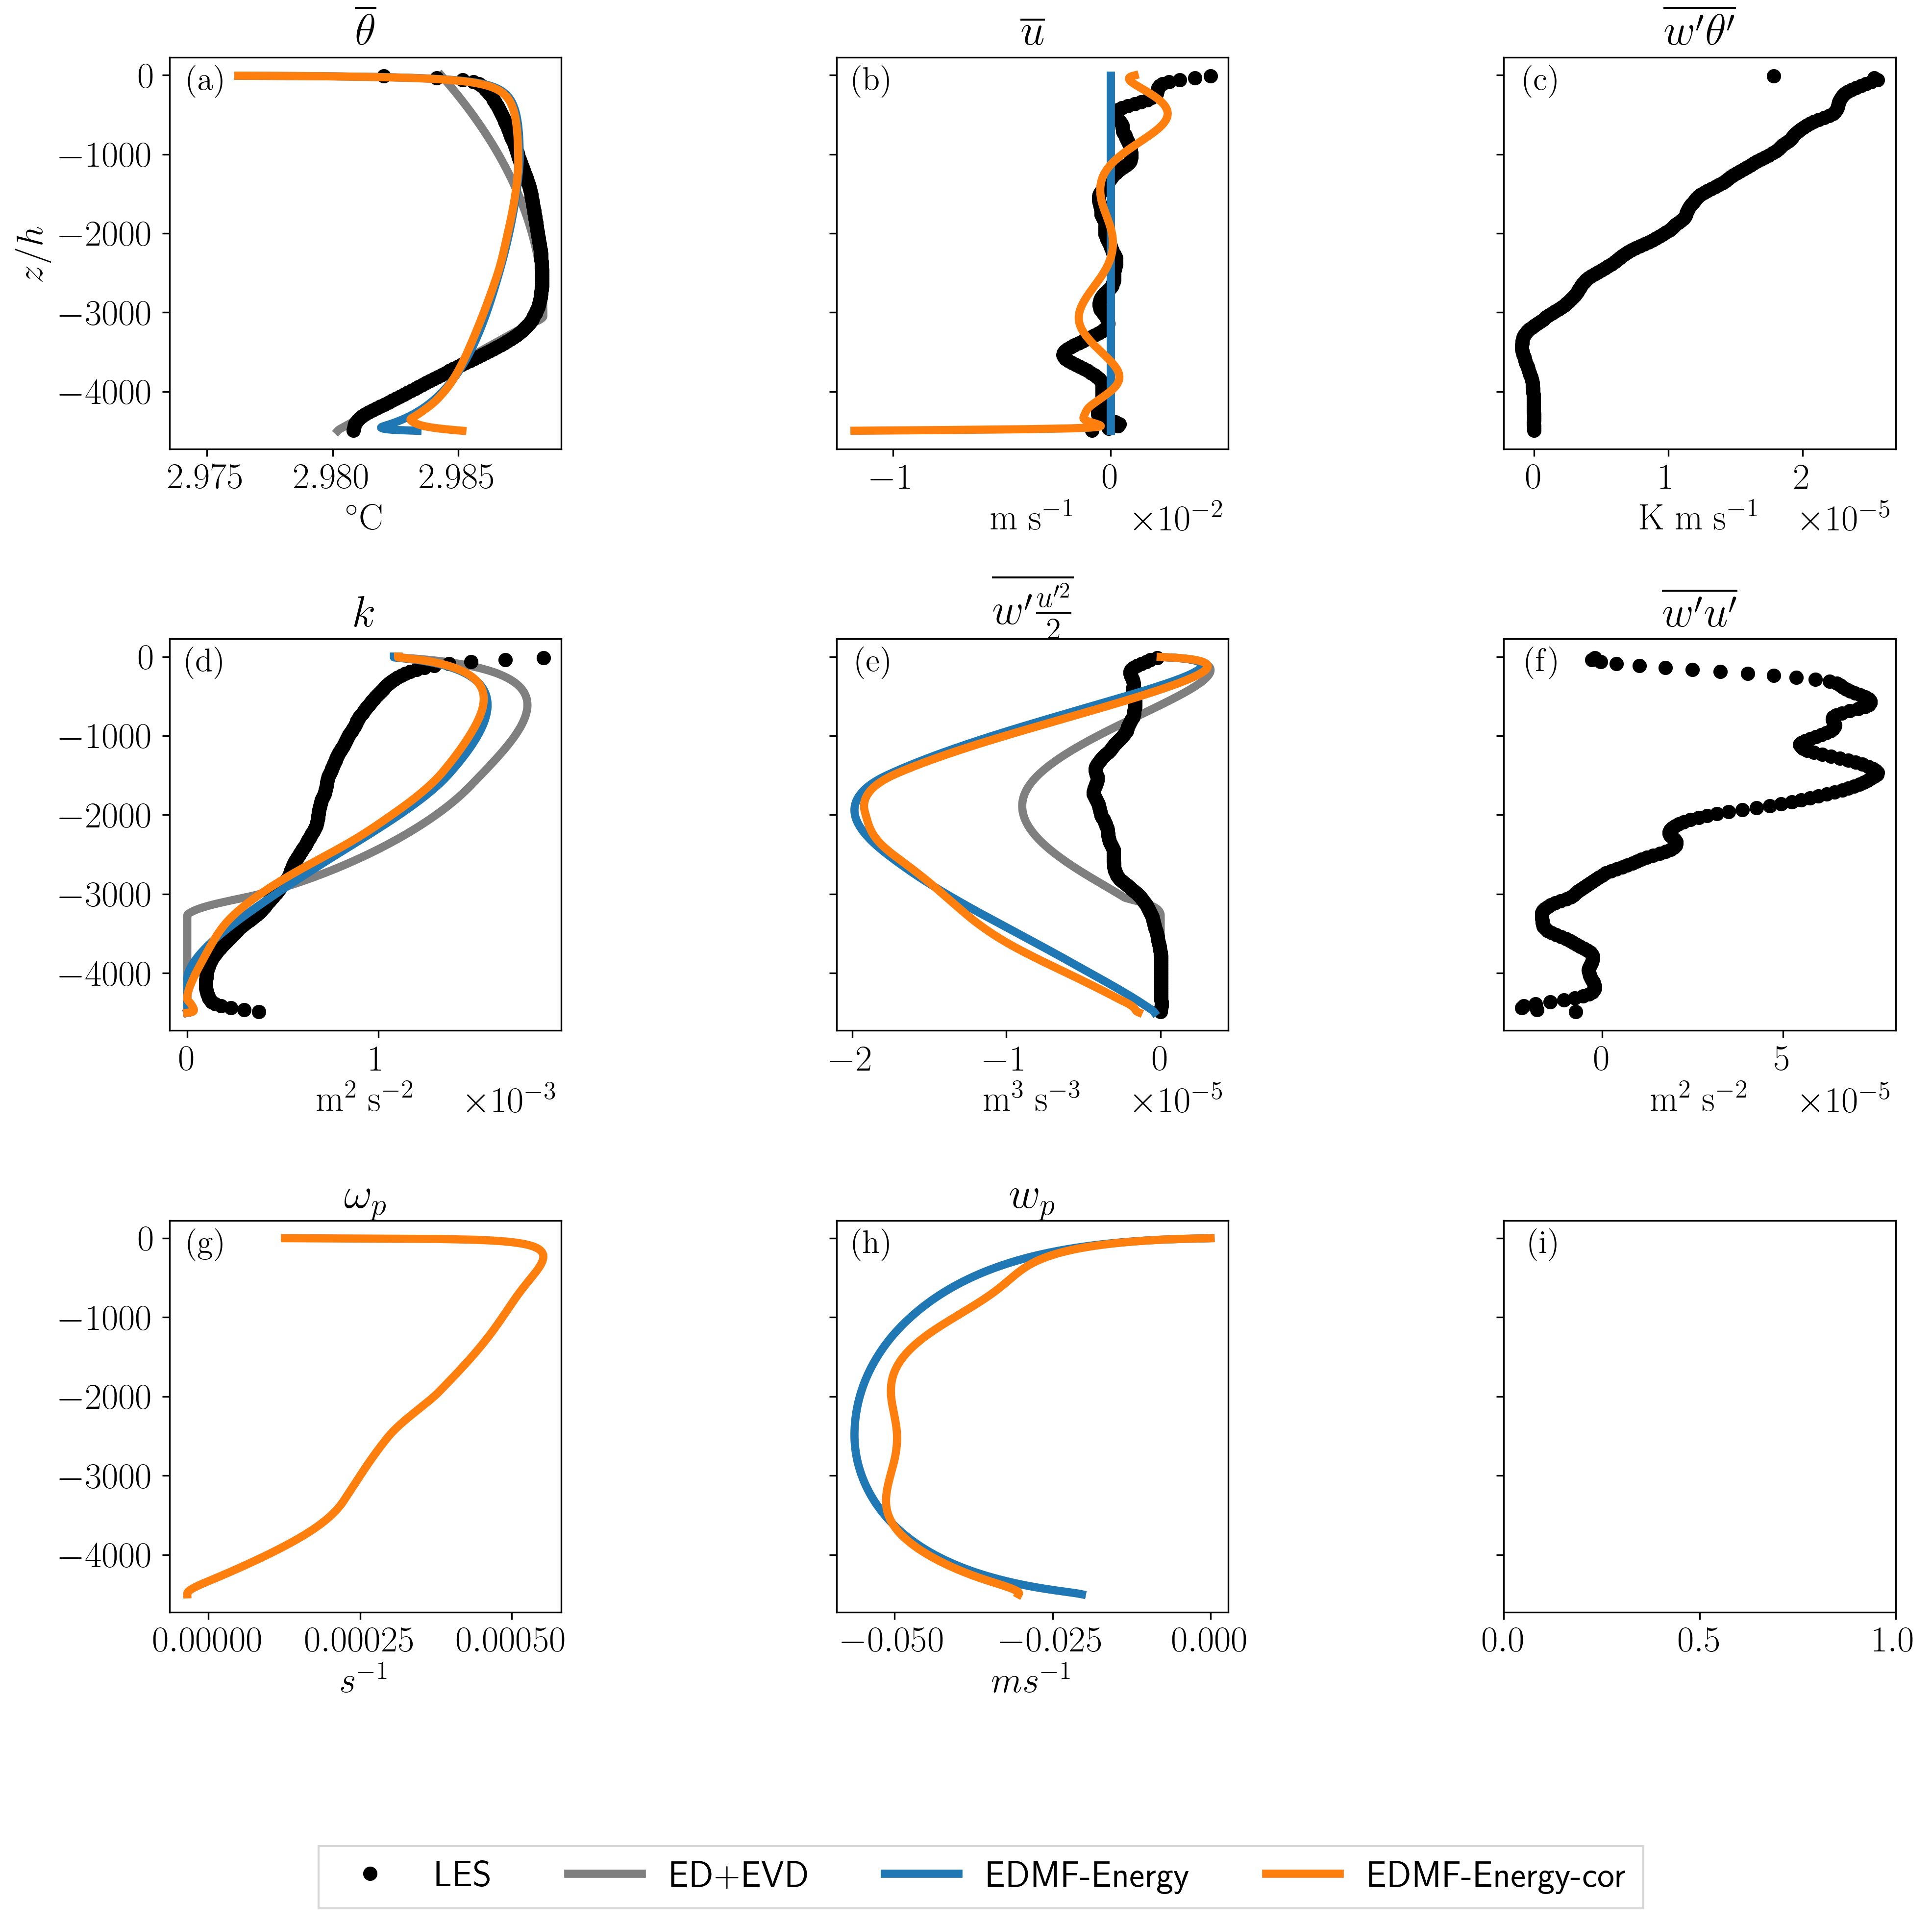 θ̅ u̅ w′θ′
(a) (b) (c)
0
−1000
−2000
−3000
−4000
z/h
2.975 2.980 2.985 −1 0 0 1 2
°C m s⁻¹ ×10⁻² K m s⁻¹ ×10⁻⁵
k w′u′²/2 w′u′
(d) (e) (f)
0
−1000
−2000
−3000
−4000
0 1 −2 −1 0 0 5
m² s⁻² ×10⁻³ m³ s⁻³ ×10⁻⁵ m² s⁻² ×10⁻⁵
ωₚ wₚ
(g) (h) (i)
0
−1000
−2000
−3000
−4000
0.00000 0.00025 0.00050 −0.050 −0.025 0.000 0.0 0.5 1.0
s⁻¹ ms⁻¹
LES ED+EVD EDMF-Energy EDMF-Energy-cor